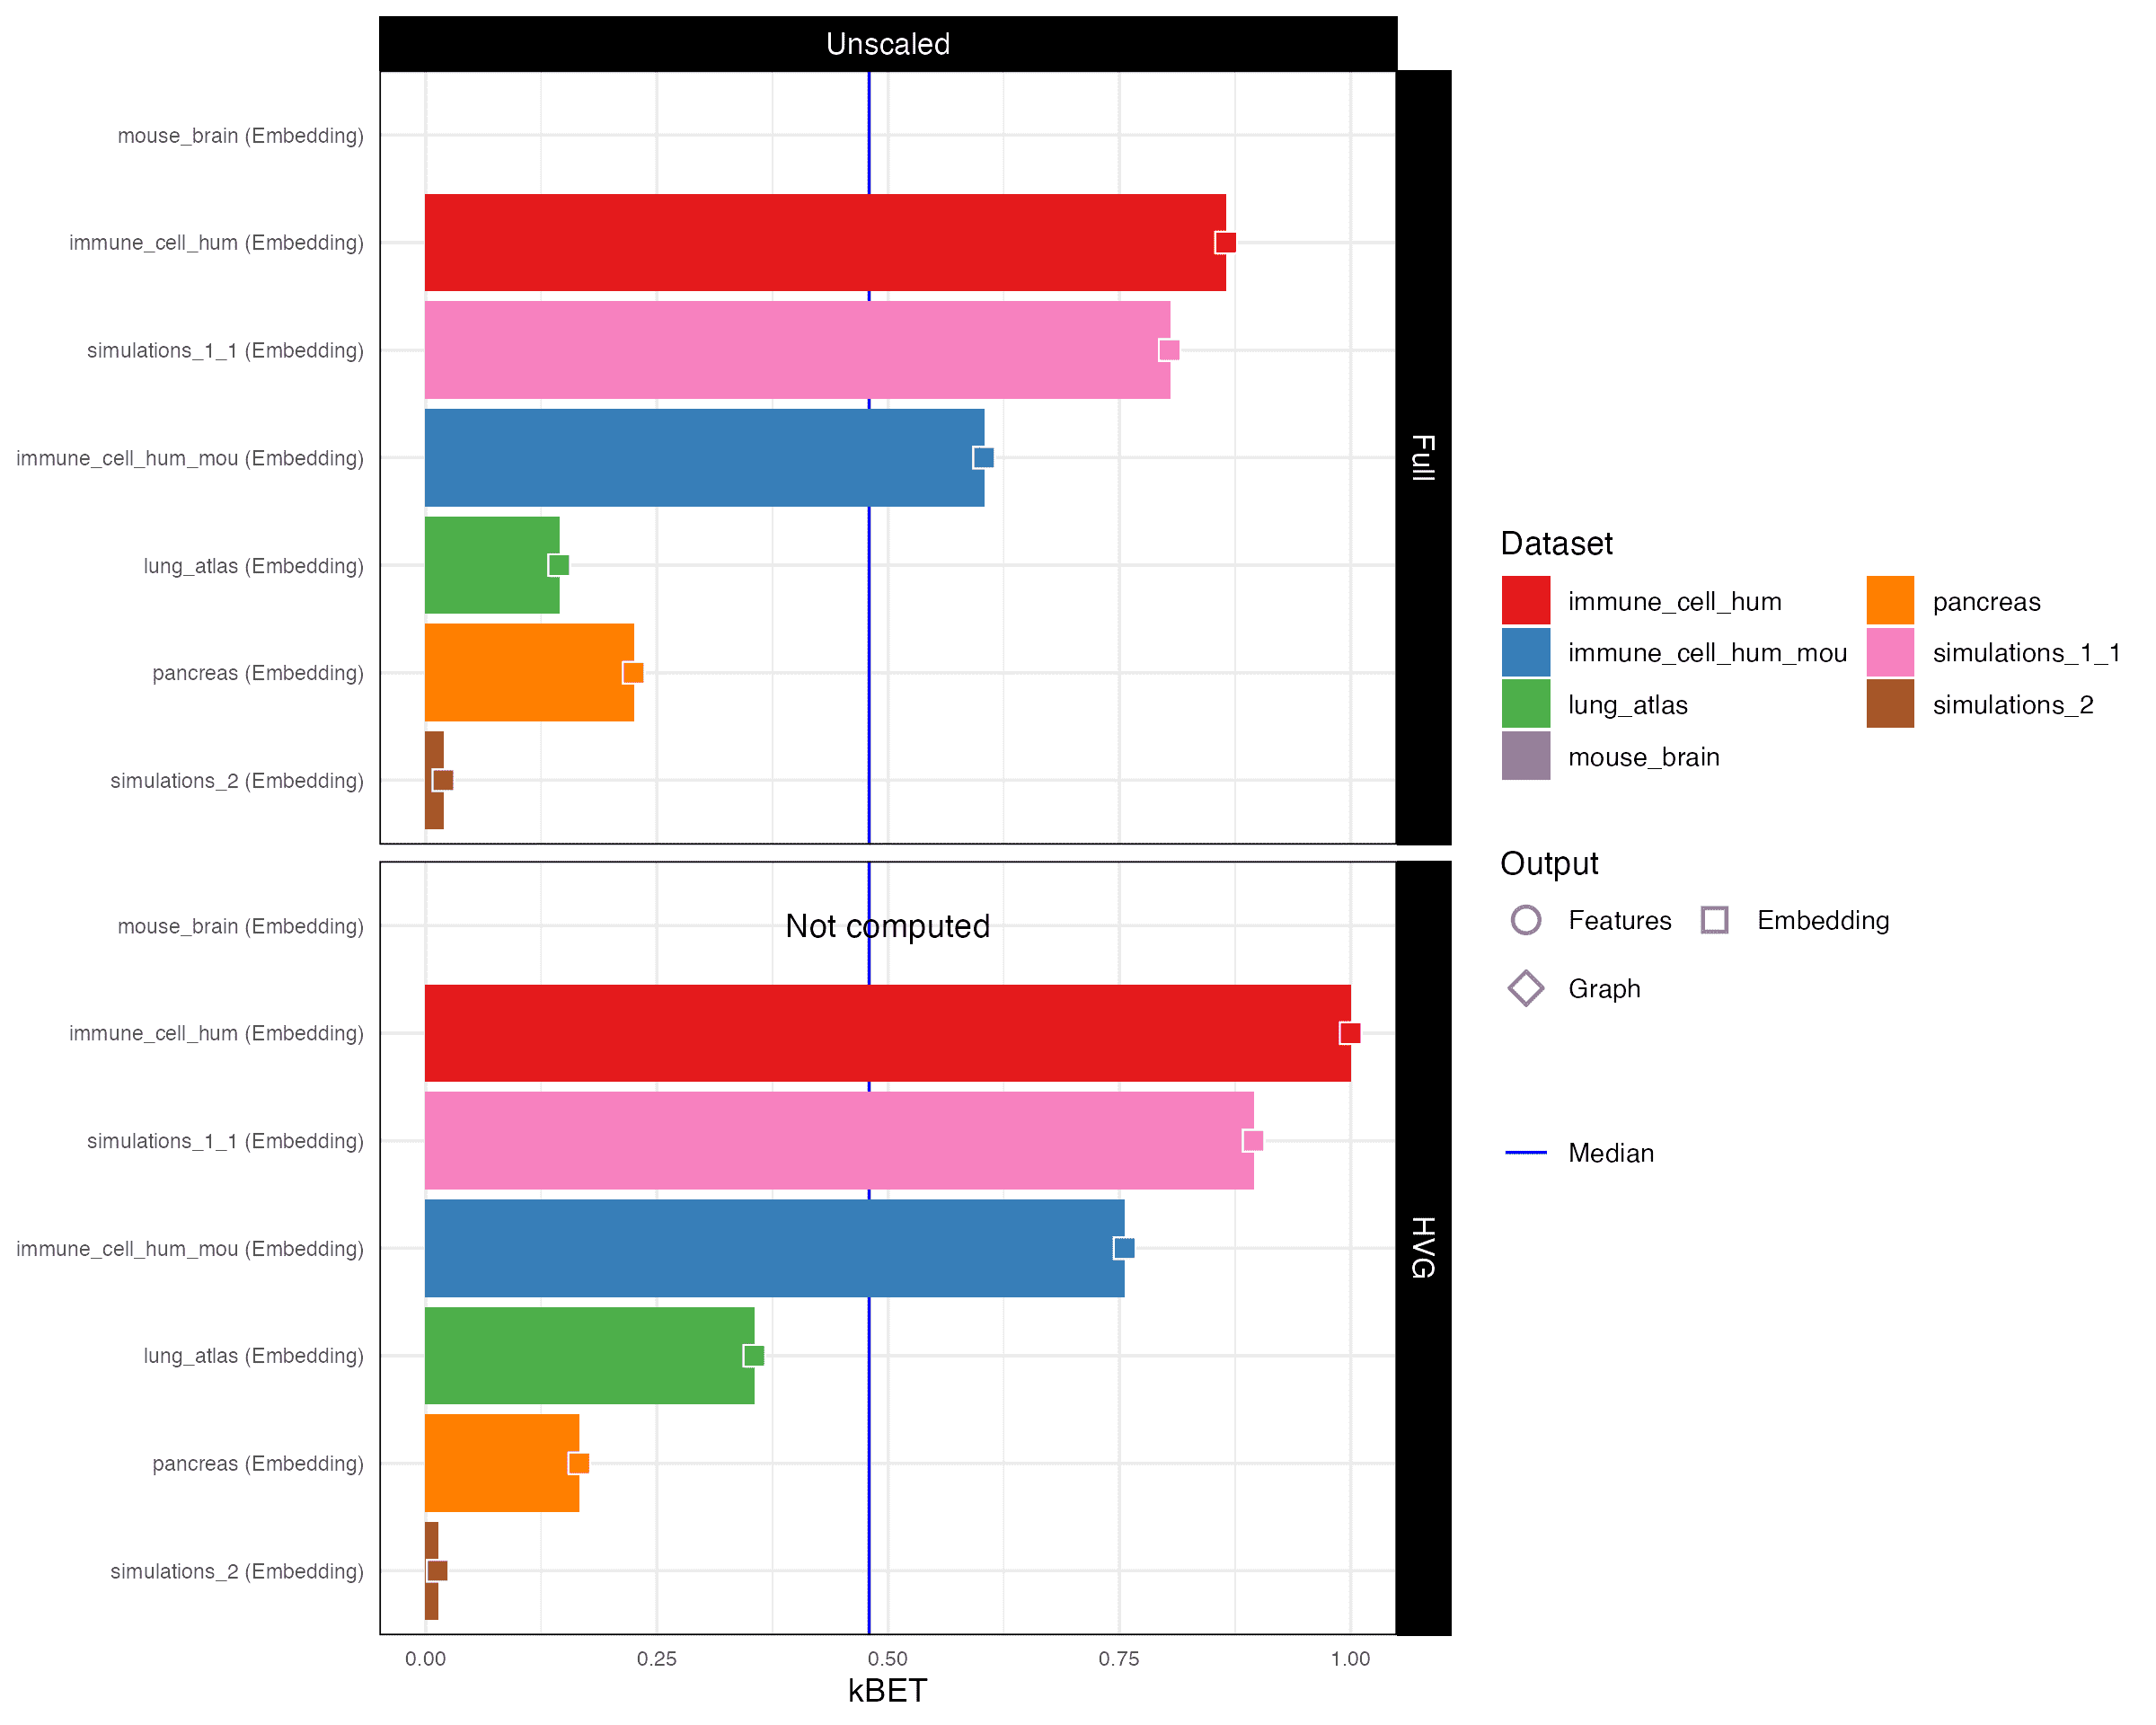 Unscaled
mouse_brain (Embedding)
immune_cell_hum (Embedding)
simulations_1_1 (Embedding)
immune_cell_hum_mou (Embedding)
lung_atlas (Embedding)
pancreas (Embedding)
simulations_2 (Embedding)
Full
mouse_brain (Embedding)
Not computed
immune_cell_hum (Embedding)
simulations_1_1 (Embedding)
immune_cell_hum_mou (Embedding)
lung_atlas (Embedding)
pancreas (Embedding)
simulations_2 (Embedding)
HVG
0.00 0.25 0.50 0.75 1.00
kBET
Dataset
immune_cell_hum pancreas
immune_cell_hum_mou simulations_1_1
lung_atlas simulations_2
mouse_brain
Output
Features Embedding
Graph
Median